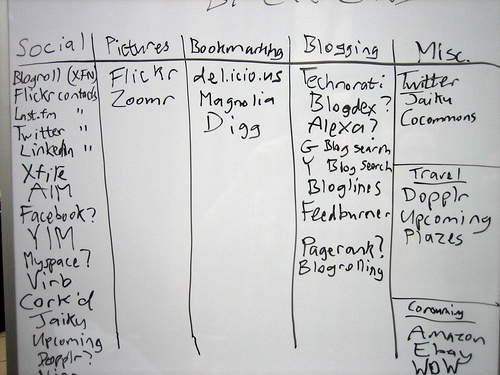 Social
Blogroll (XFN)
Flickr contacts
Last.fm "
Twitter "
LinkedIn "
Xfire
AIM
Facebook?
YIM
Myspace?
Virb
Cork'd
Jaiku
Upcoming
Dopplr?
Pictures
Flickr
Zoomr
Bookmarking
del.icio.us
Magnolia
Digg
Blogging
Technorati
Blogdex?
Alexa?
G Blog search
Y Blog Search
Bloglines
Feedburner
Pagerank?
Blogrolling
Misc.
Twitter
Jaiku
Cocommons
Travel
Dopplr
Upcoming
Plazes
Amazon
Ebay
WOW